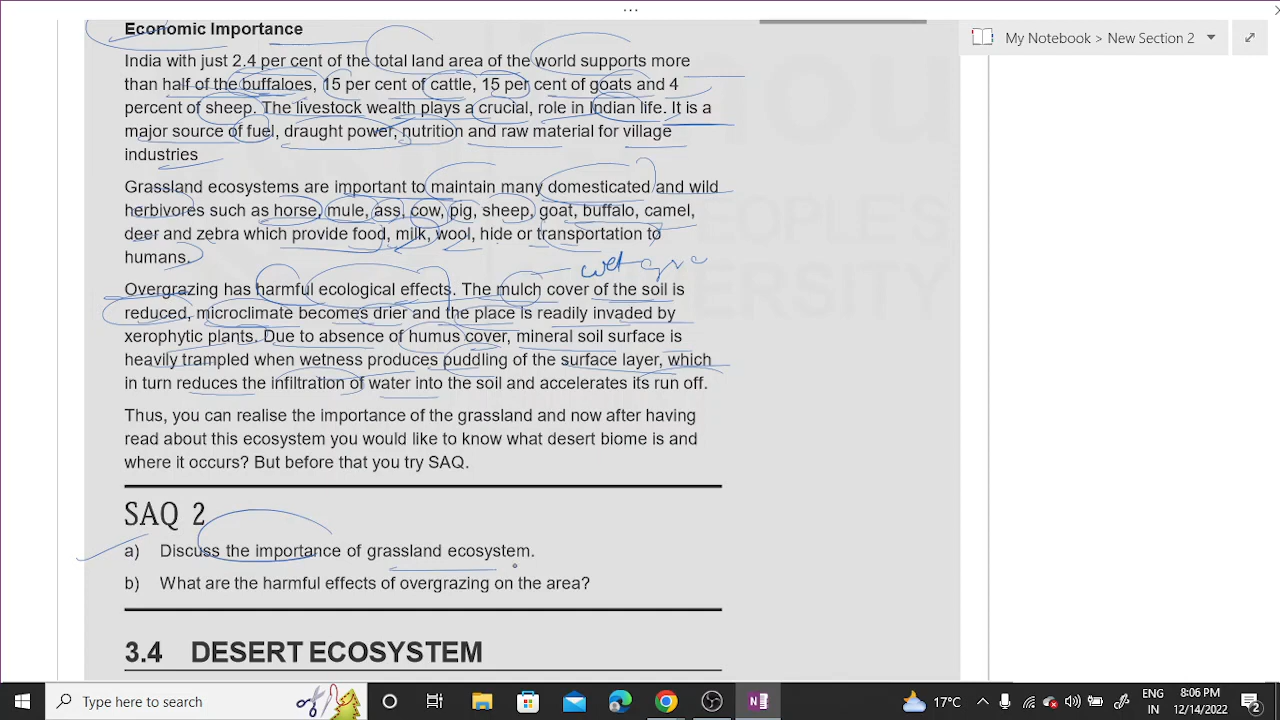 ...
My Notebook > New Section 2
Economic Importance
India with just 2.4 per cent of the total land area of the world supports more
than half of the buffaloes, 15 per cent of cattle, 15 per cent of goats and 4
percent of sheep. The livestock wealth plays a crucial, role in Indian life. It is a
major source of fuel, draught power, nutrition and raw material for village
industries
Grassland ecosystems are important to maintain many domesticated and wild
herbivores such as horse, mule, ass, cow, pig, sheep, goat, buffalo, camel,
deer and zebra which provide food, milk, wool, hide or transportation to
humans.
wet
Overgrazing has harmful ecological effects. The mulch cover of the soil is
reduced, microclimate becomes drier and the place is readily invaded by
xerophytic plants. Due to absence of humus cover, mineral soil surface is
heavily trampled when wetness produces puddling of the surface layer, which
in turn reduces the infiltration of water into the soil and accelerates its run off.
Thus, you can realise the importance of the grassland and now after having
read about this ecosystem you would like to know what desert biome is and
where it occurs? But before that you try SAQ.
SAQ 2
a) Discuss the importance of grassland ecosystem.
b) What are the harmful effects of overgrazing on the area?
3.4 DESERT ECOSYSTEM
OU
PEOPLE'S
ERSITY
Type here to search
17°C
ENG
IN
8:06 PM
12/14/2022
2